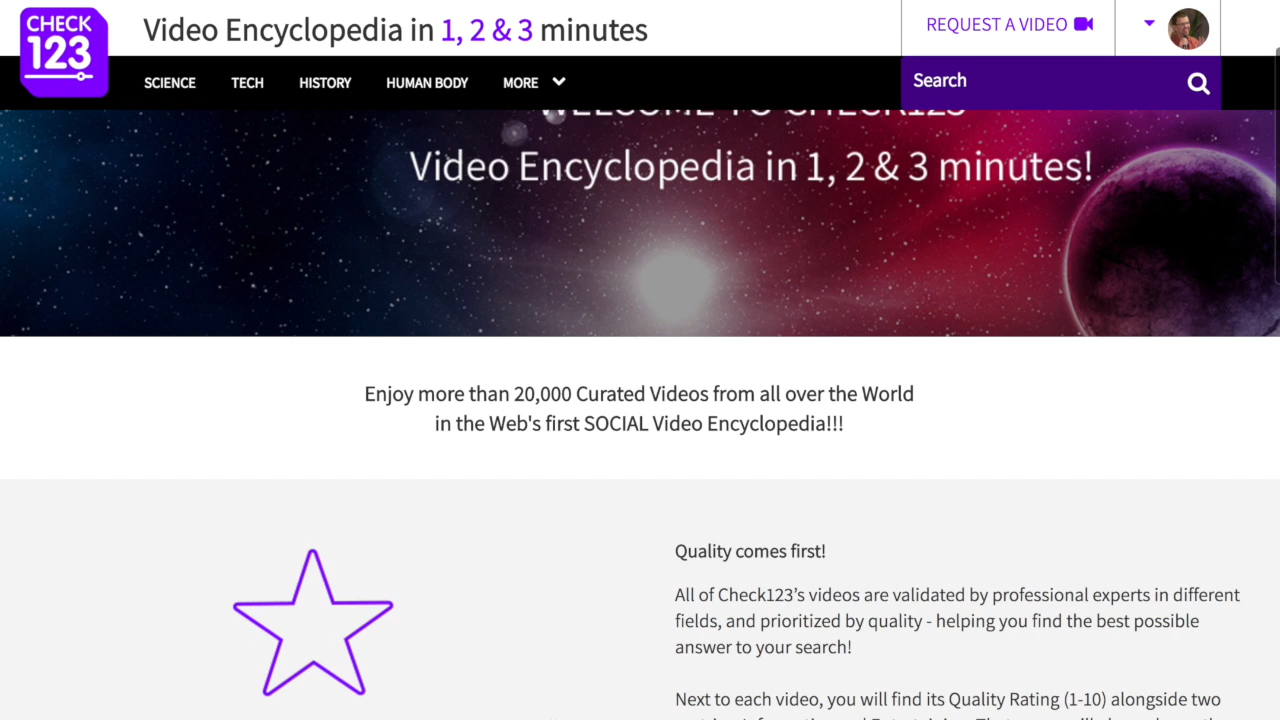 CHECK
123
Video Encyclopedia in 1, 2 & 3 minutes
REQUEST A VIDEO
SCIENCE
TECH
HISTORY
HUMAN BODY
MORE
Search
WELCOME TO CHECK123
Video Encyclopedia in 1, 2 & 3 minutes!
Enjoy more than 20,000 Curated Videos from all over the World
in the Web's first SOCIAL Video Encyclopedia!!!
Quality comes first!
All of Check123’s videos are validated by professional experts in different
fields, and prioritized by quality - helping you find the best possible
answer to your search!
Next to each video, you will find its Quality Rating (1-10) alongside two